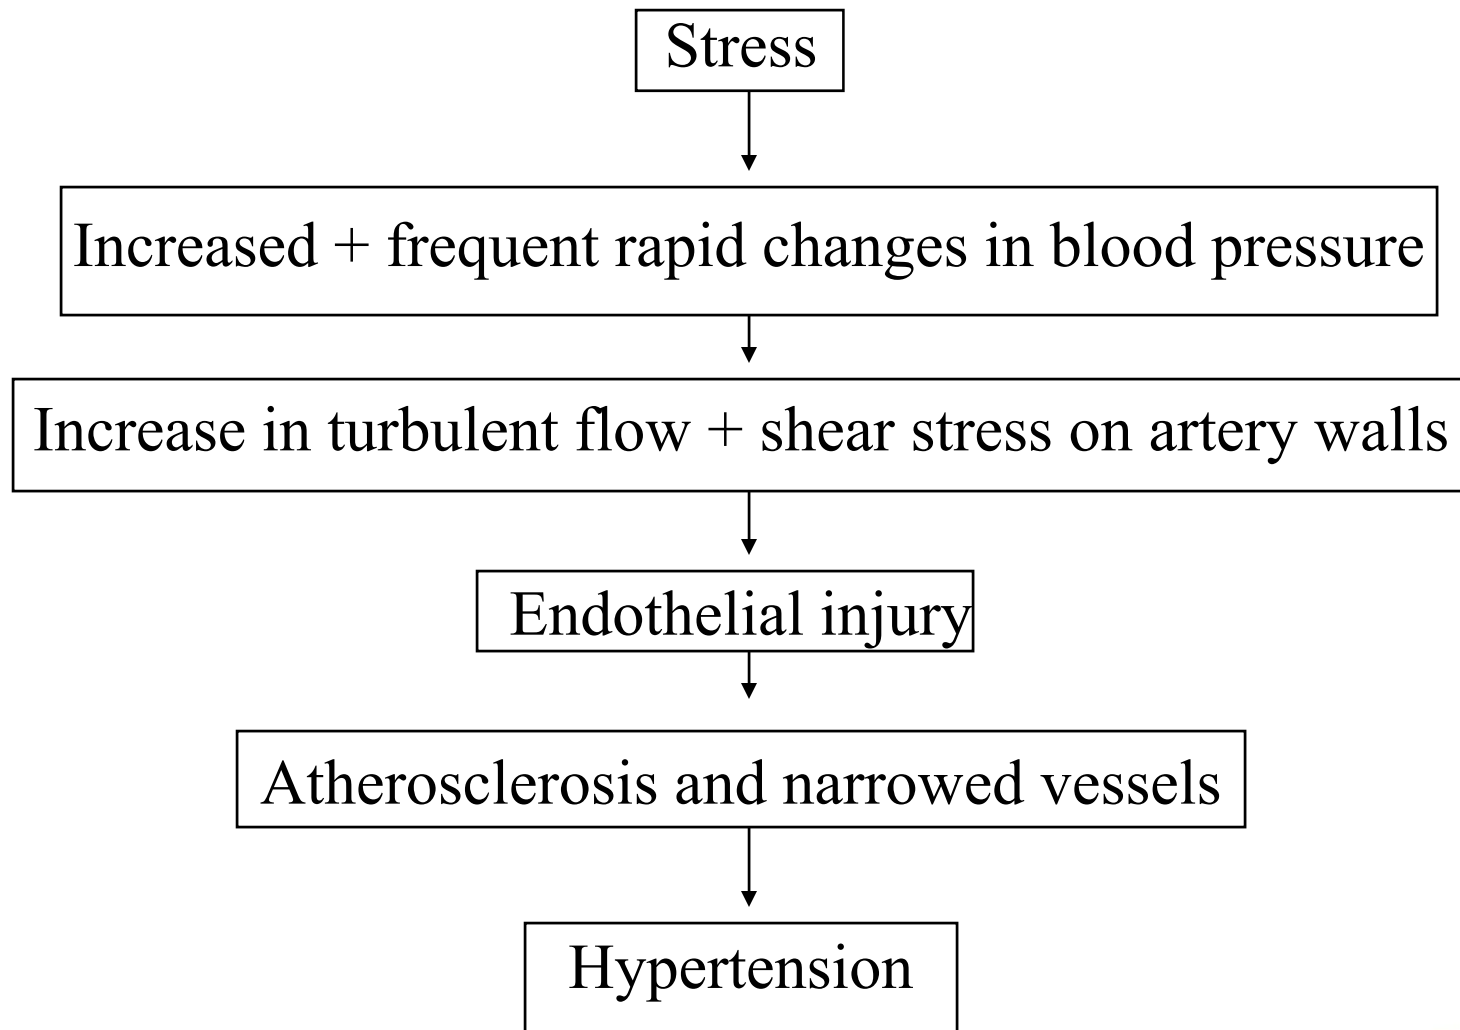 Stress
Increased + frequent rapid changes in blood pressure
Increase in turbulent flow + shear stress on artery walls
Endothelial injury
Atherosclerosis and narrowed vessels
Hypertension